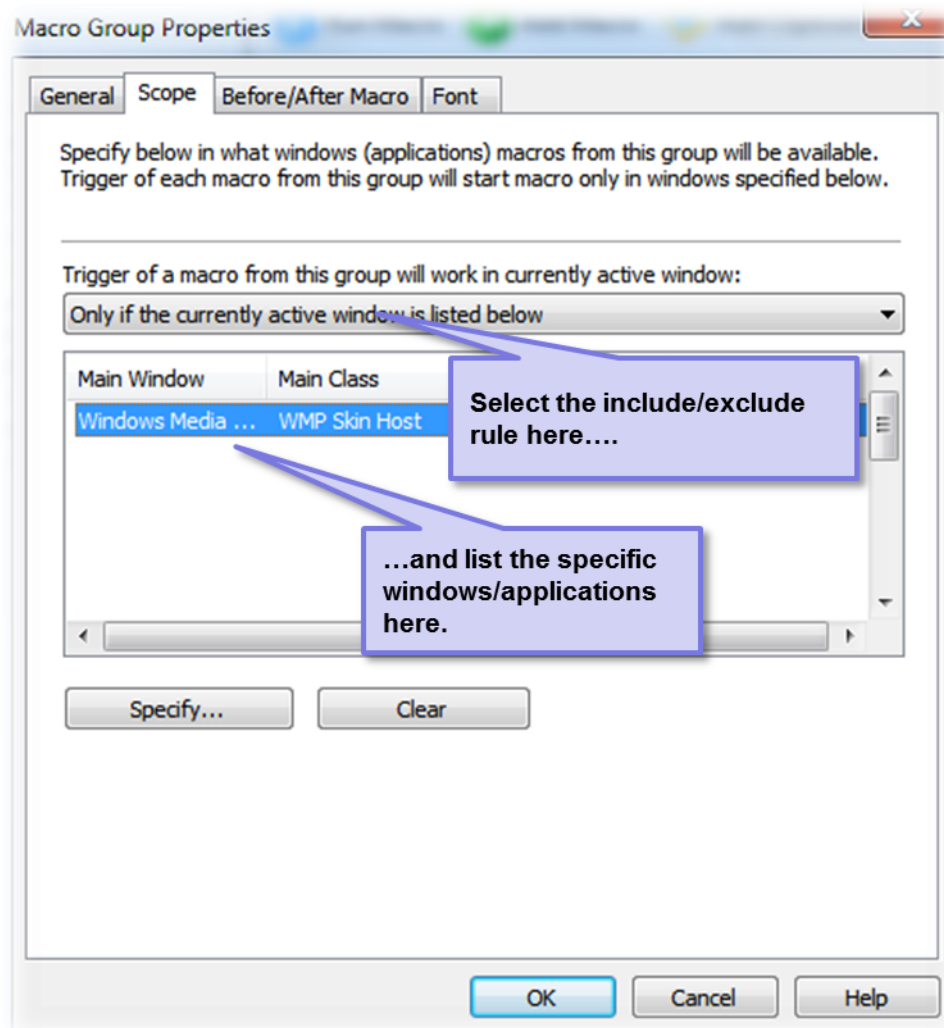 Macro Group Properties
General Scope Before/After Macro Font
Specify below in what windows (applications) macros from this group will be available.
Trigger of each macro from this group will start macro only in windows specified below.
Trigger of a macro from this group will work in currently active window:
Only if the currently active window is listed below
Main Window Main Class
Windows Media ... WMP Skin Host
Select the include/exclude
rule here....
...and list the specific
windows/applications
here.
Specify... Clear
OK Cancel Help